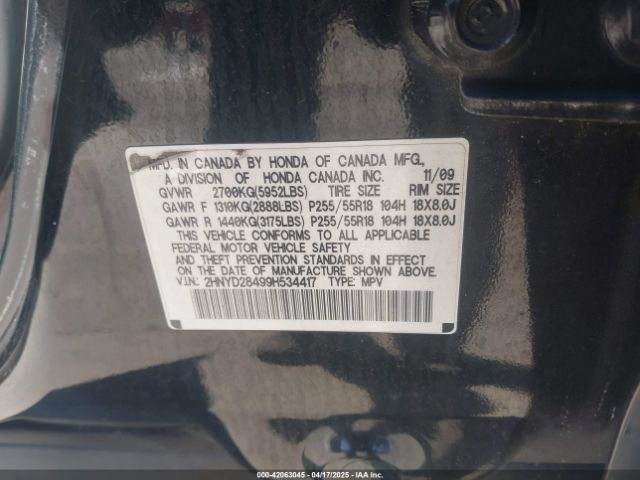 MFD. IN CANADA BY HONDA OF CANADA MFG.,
A DIVISION OF HONDA CANADA INC. 11/09
GVWR 2700KG(5952LBS) TIRE SIZE RIM SIZE
GAWR F 1310KG(2888LBS) P255/55R18 104H 18X8.0J
GAWR R 1440KG(3175LBS) P255/55R18 104H 18X8.0J
THIS VEHICLE CONFORMS TO ALL APPLICABLE
FEDERAL MOTOR VEHICLE SAFETY
AND THEFT PREVENTION STANDARDS IN EFFECT
ON THE DATE OF MANUFACTURE SHOWN ABOVE.
V.I.N.: 2HNYD28499H534417 TYPE: MPV
000-42063045 - 04/17/2025 - IAAI.COM